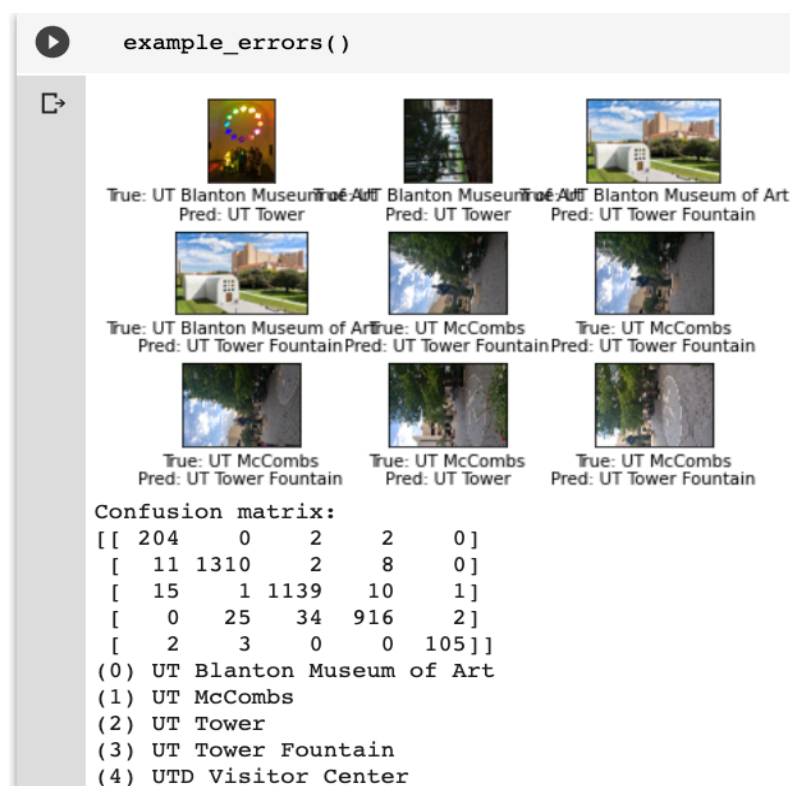 example_errors()
True: UT Blanton Museum of Art True: UT Blanton Museum of Art True: UT Blanton Museum of Art
Pred: UT Tower Pred: UT Tower Pred: UT Tower Fountain
True: UT Blanton Museum of Art True: UT McCombs True: UT McCombs
Pred: UT Tower Fountain Pred: UT Tower Fountain Pred: UT Tower Fountain
True: UT McCombs True: UT McCombs True: UT McCombs
Pred: UT Tower Fountain Pred: UT Tower Pred: UT Tower Fountain
Confusion matrix:
[[ 204 0 2 2 0]
[ 11 1310 2 8 0]
[ 15 1 1139 10 1]
[ 0 25 34 916 2]
[ 2 3 0 0 105]]
(0) UT Blanton Museum of Art
(1) UT McCombs
(2) UT Tower
(3) UT Tower Fountain
(4) UTD Visitor Center